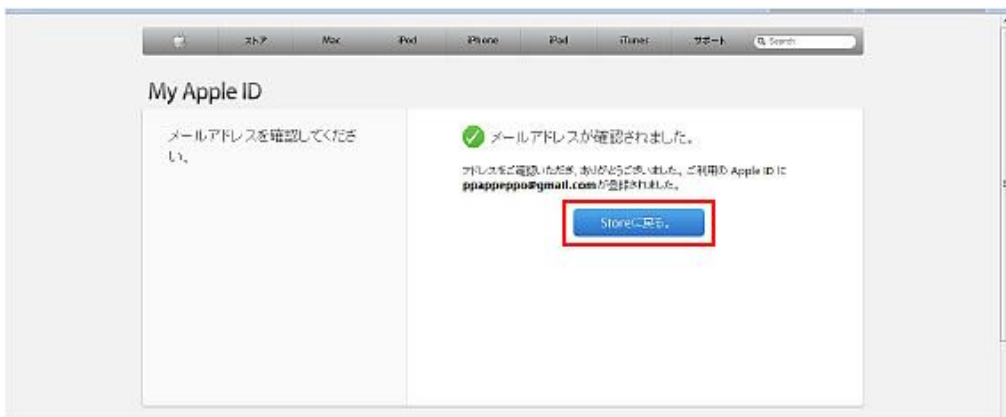 ストア Mac iPod iPhone iPad iTunes サポート Search
My Apple ID
メールアドレスを確認してくださ
い。
メールアドレスが確認されました。
アドレスをご確認いただき、ありがとうございました。ご利用の Apple ID に
ppappeppo@gmail.com が登録されました。
Storeに戻る。